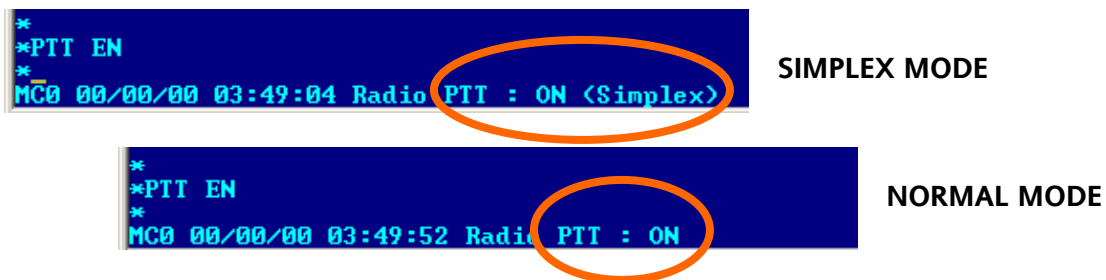 *
*PTT EN
*
MC0 00/00/00 03:49:04 Radio PTT : ON (Simplex)
SIMPLEX MODE
*
*PTT EN
*
MC0 00/00/00 03:49:52 Radio PTT : ON
NORMAL MODE